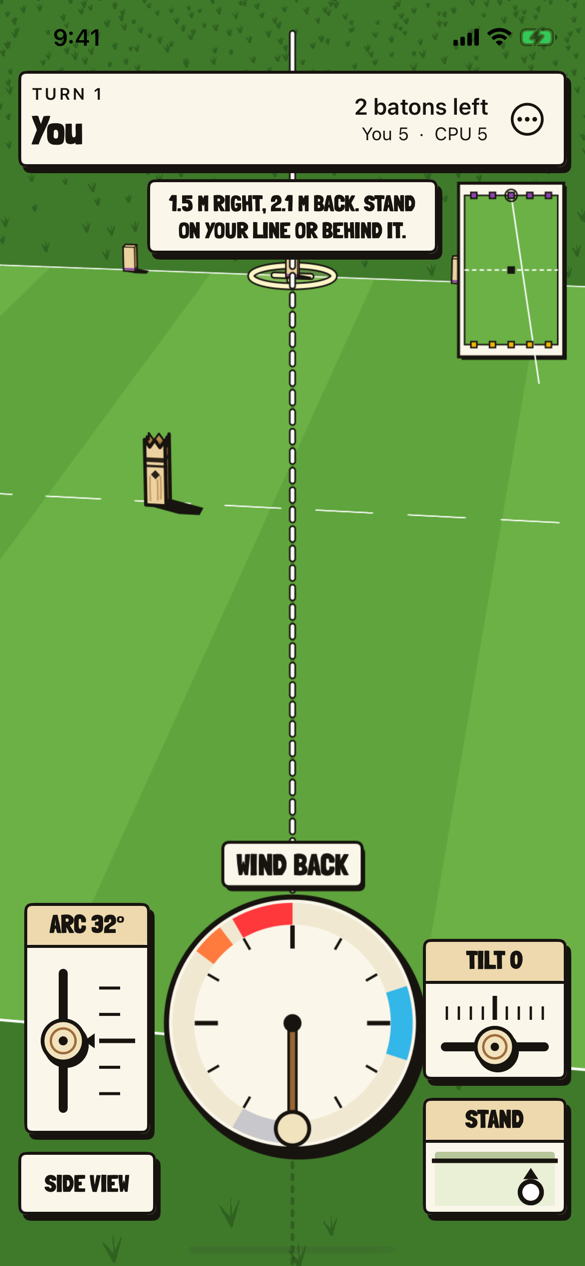 9:41
TURN 1
You
2 batons left
You 5 · CPU 5
1.5 M RIGHT, 2.1 M BACK. STAND
ON YOUR LINE OR BEHIND IT.
WIND BACK
ARC 32°
TILT 0
STAND
SIDE VIEW